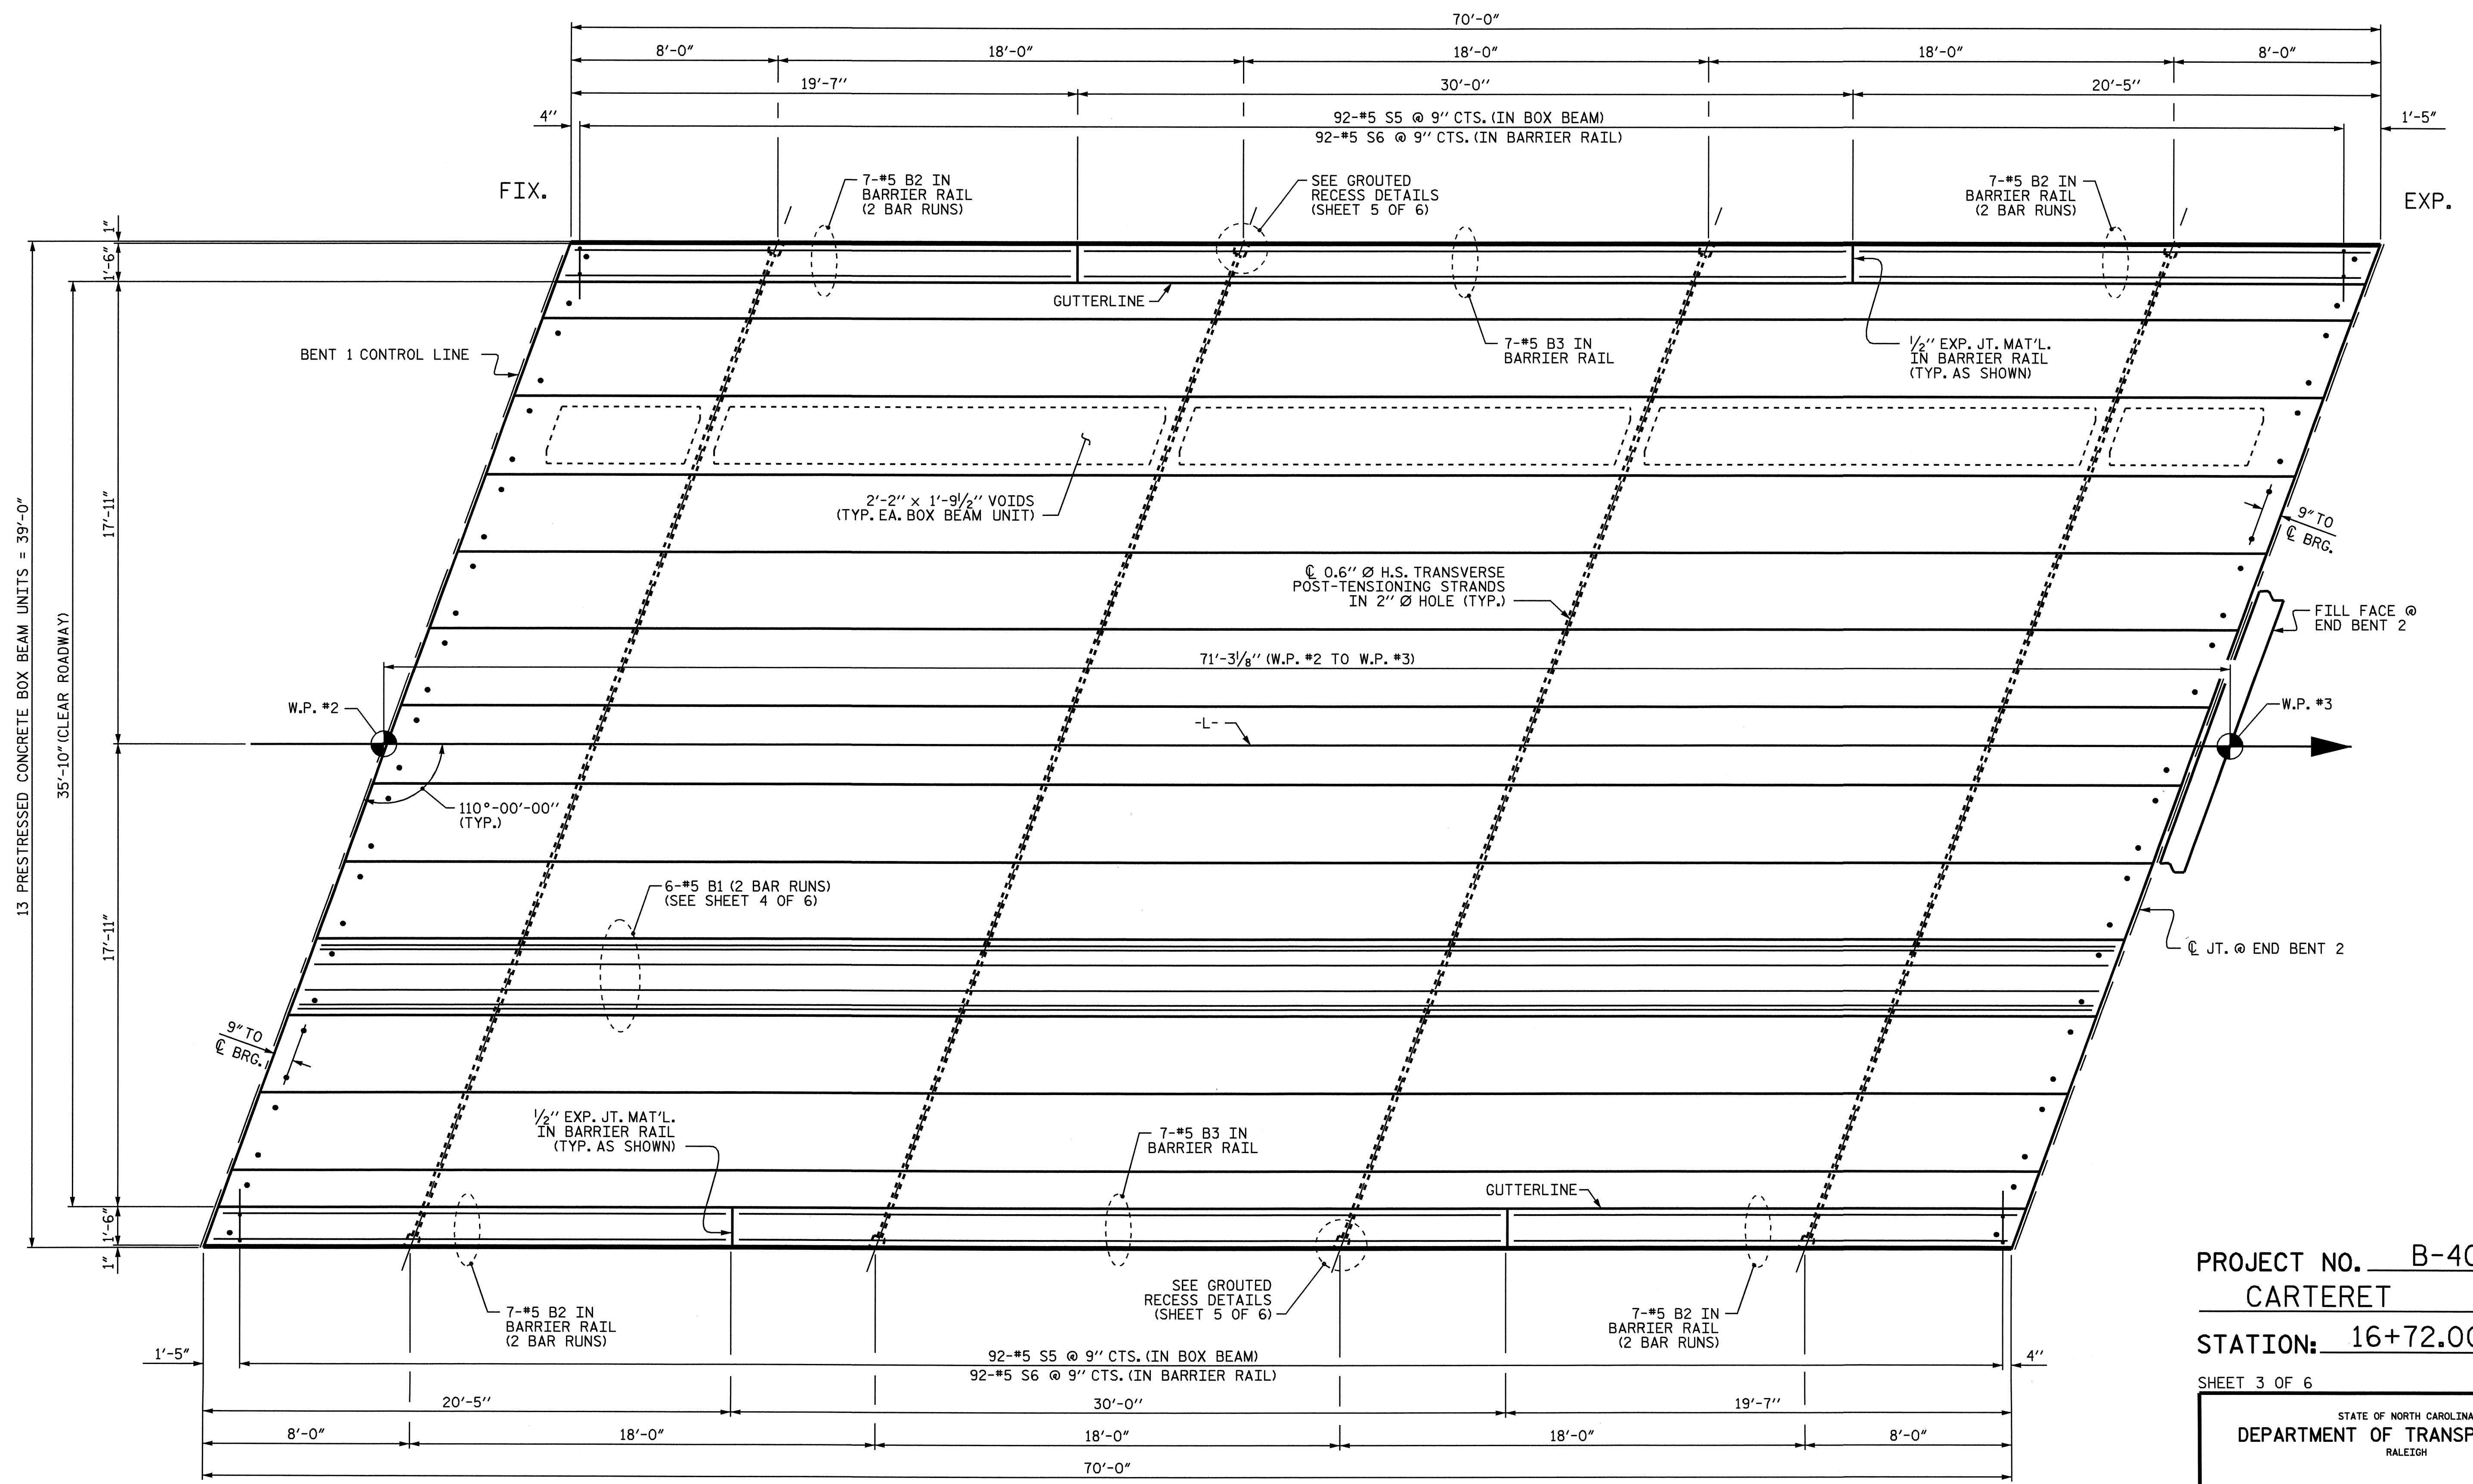 70'-0"
8'-0" 18'-0" 18'-0" 18'-0" 8'-0"
19'-7" 30'-0" 20'-5"
4" 92-#5 S5 @ 9" CTS. (IN BOX BEAM) 1'-5"
92-#5 S6 @ 9" CTS. (IN BARRIER RAIL)
FIX.
7-#5 B2 IN
BARRIER RAIL
(2 BAR RUNS)
SEE GROUTED
RECESS DETAILS
(SHEET 5 OF 6)
7-#5 B2 IN
BARRIER RAIL
(2 BAR RUNS)
EXP.
1"
1'-6"
GUTTERLINE
BENT 1 CONTROL LINE
7-#5 B3 IN
BARRIER RAIL
1/2" EXP. JT. MAT'L.
IN BARRIER RAIL
(TYP. AS SHOWN)
13 PRESTRESSED CONCRETE BOX BEAM UNITS = 39'-0"
35'-10" (CLEAR ROADWAY)
17'-11"
2'-2" x 1'-9 1/2" VOIDS
(TYP. EA. BOX BEAM UNIT)
9" TO
℄ BRG.
℄ 0.6" Ø H.S. TRANSVERSE
POST-TENSIONING STRANDS
IN 2" Ø HOLE (TYP.)
FILL FACE @
END BENT 2
71'-3 1/8" (W.P. #2 TO W.P. #3)
W.P. #2
-L-
W.P. #3
110°-00'-00"
(TYP.)
17'-11"
6-#5 B1 (2 BAR RUNS)
(SEE SHEET 4 OF 6)
℄ JT. @ END BENT 2
9" TO
℄ BRG.
1/2" EXP. JT. MAT'L.
IN BARRIER RAIL
(TYP. AS SHOWN)
7-#5 B3 IN
BARRIER RAIL
GUTTERLINE
1'-6"
1"
7-#5 B2 IN
BARRIER RAIL
(2 BAR RUNS)
SEE GROUTED
RECESS DETAILS
(SHEET 5 OF 6)
7-#5 B2 IN
BARRIER RAIL
(2 BAR RUNS)
1'-5" 92-#5 S5 @ 9" CTS. (IN BOX BEAM) 4"
92-#5 S6 @ 9" CTS. (IN BARRIER RAIL)
20'-5" 30'-0" 19'-7"
8'-0" 18'-0" 18'-0" 18'-0" 8'-0"
70'-0"
PROJECT NO. B-40
CARTERET
STATION: 16+72.00
SHEET 3 OF 6
STATE OF NORTH CAROLINA
DEPARTMENT OF TRANSP
RALEIGH